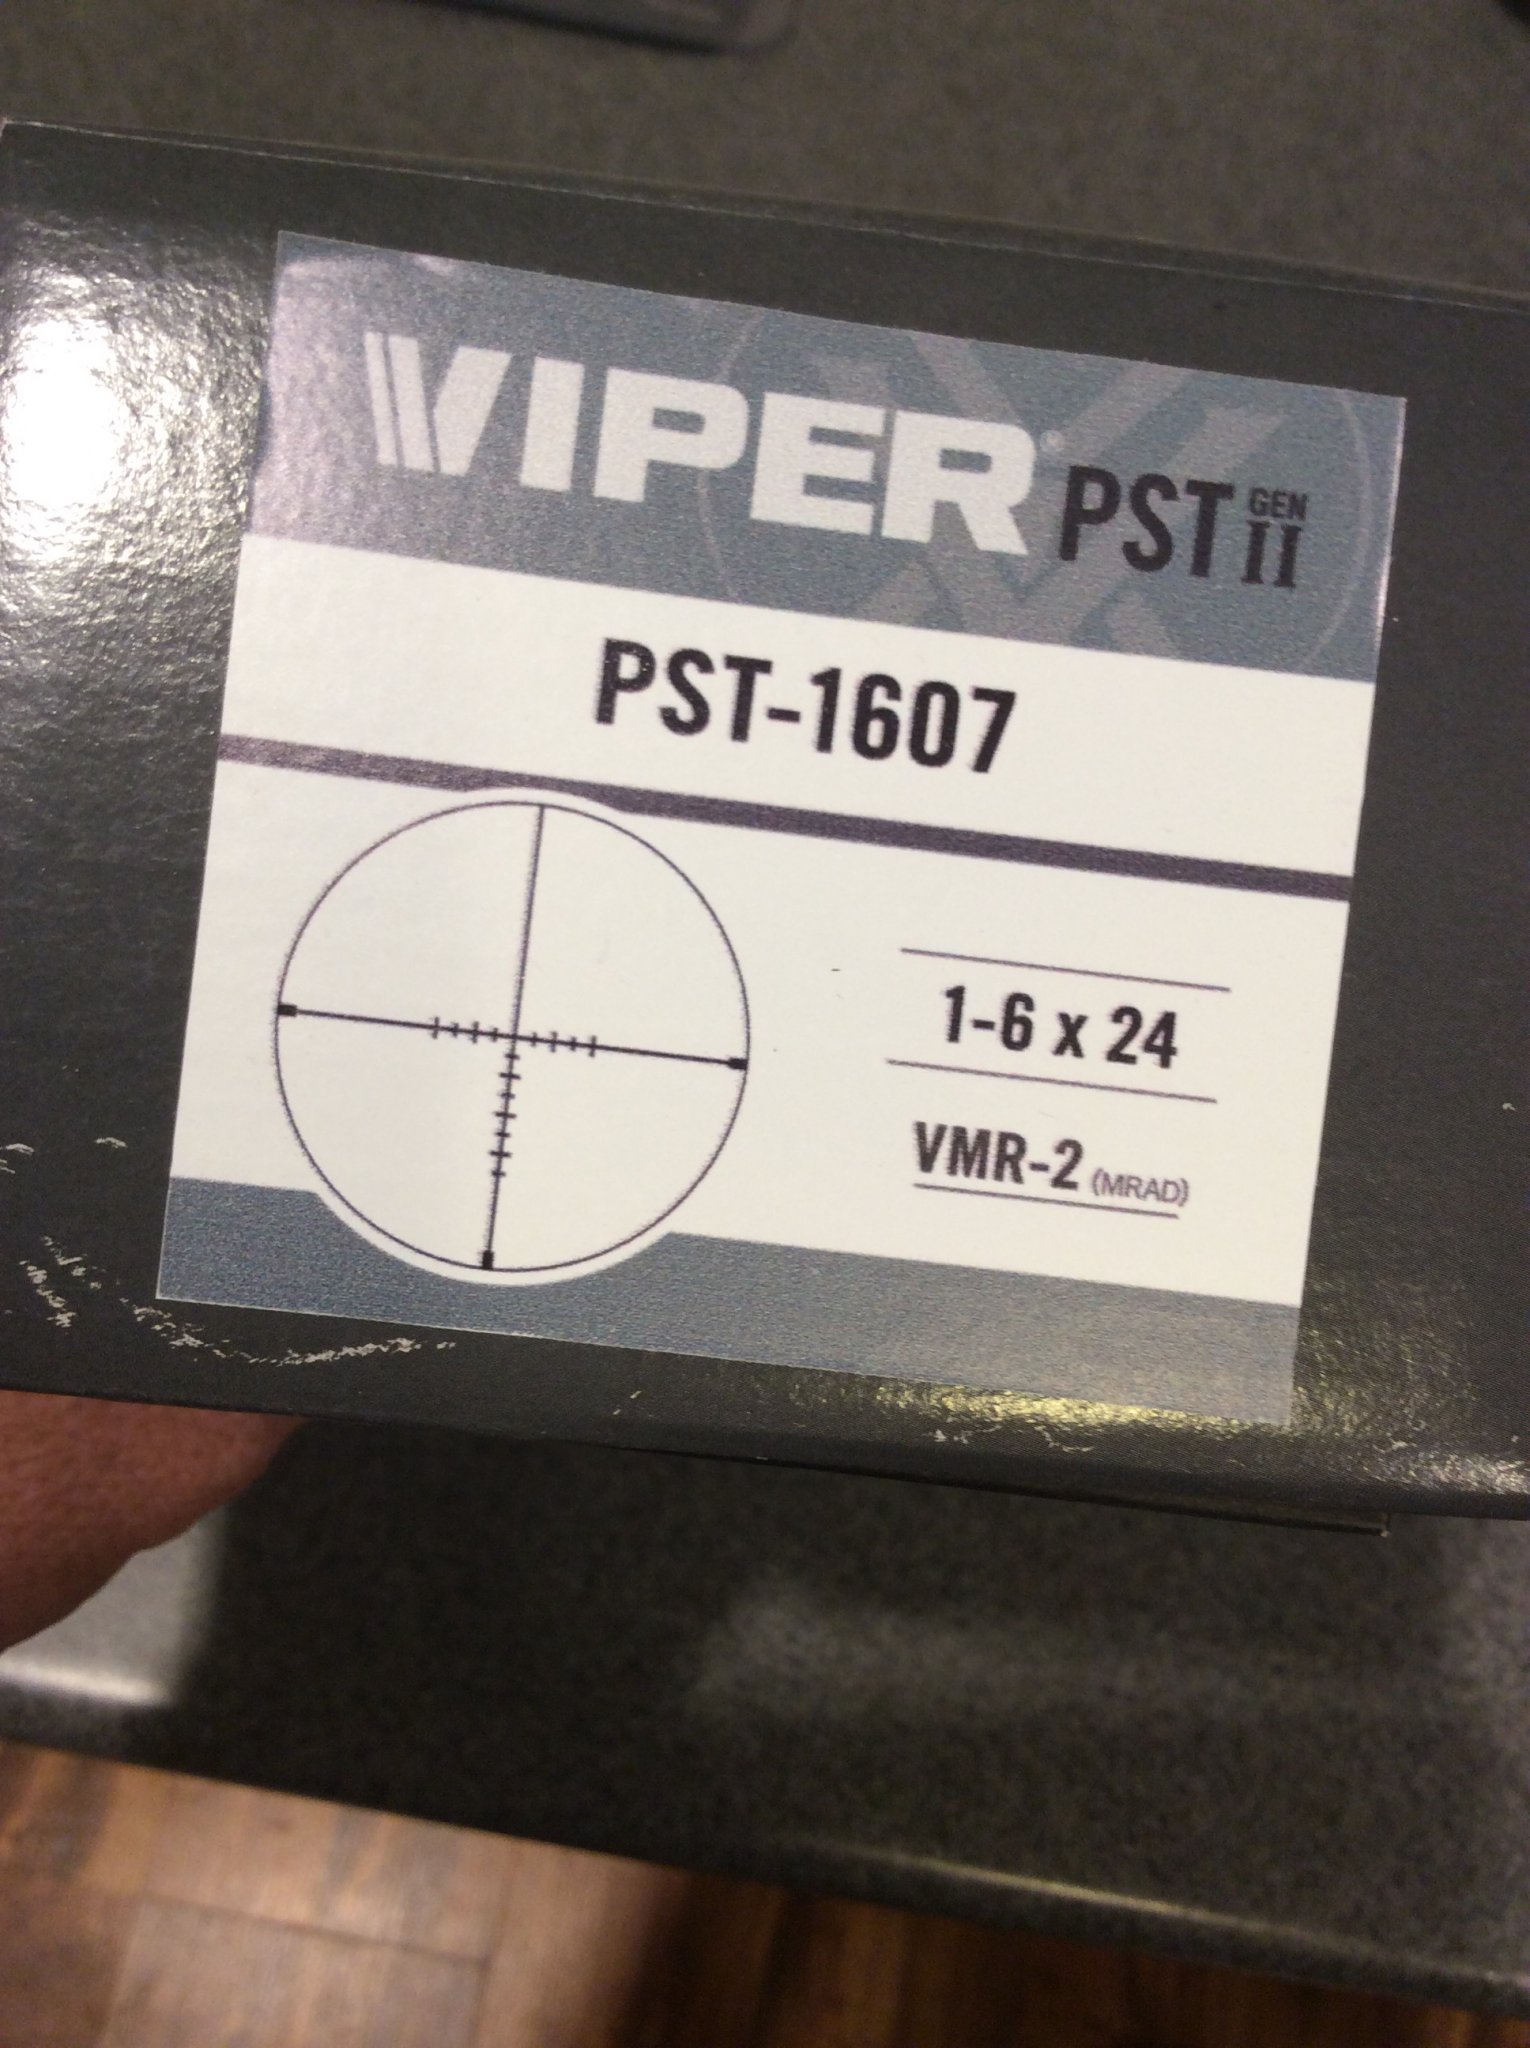 VIPER® PST GEN II
PST-1607
1-6 x 24
VMR-2 (MRAD)